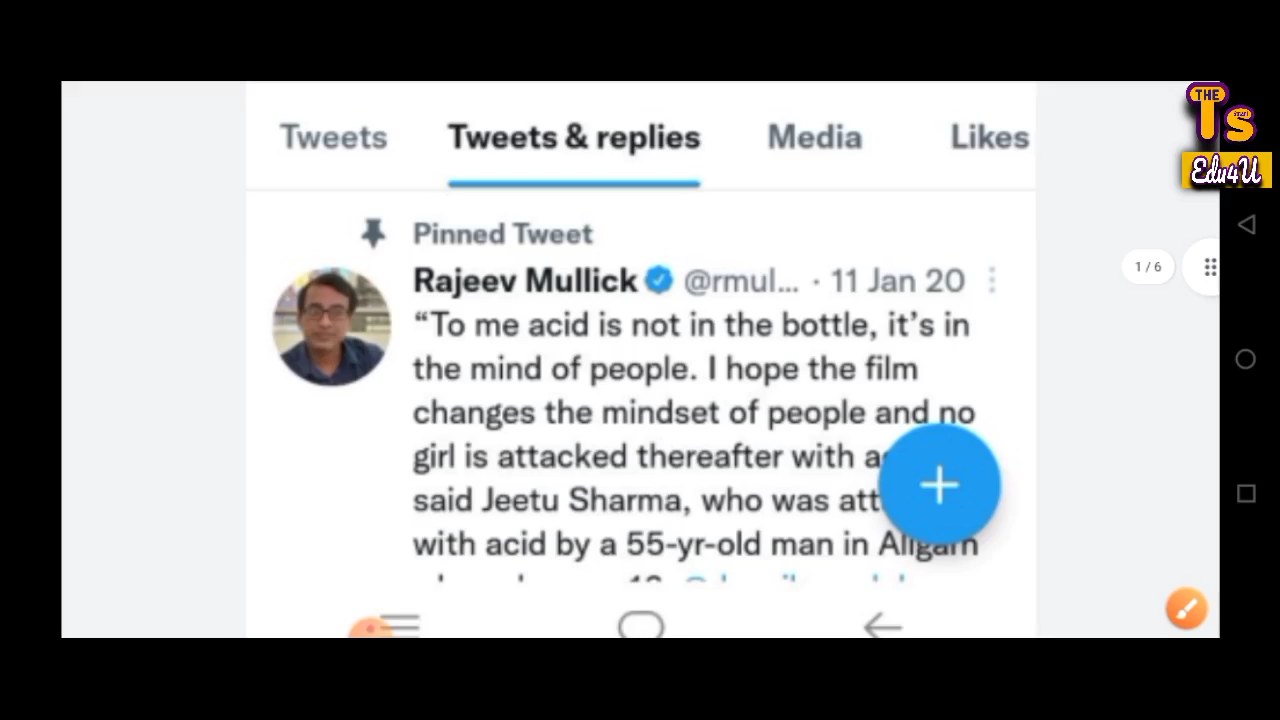 THE
Ts
Edu4U
Tweets Tweets & replies Media Likes
Pinned Tweet
Rajeev Mullick @rmul... · 11 Jan 20
1 / 6
“To me acid is not in the bottle, it’s in
the mind of people. I hope the film
changes the mindset of people and no
girl is attacked thereafter with
said Jeetu Sharma, who was
with acid by a 55-yr-old man in Aligarh